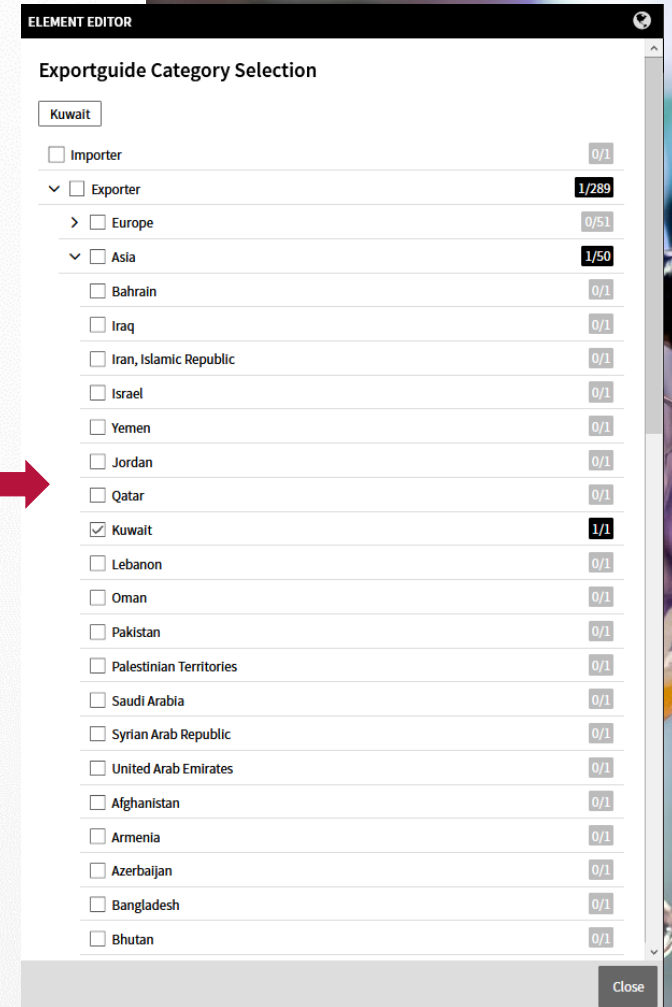 ELEMENT EDITOR
Exportguide Category Selection
Kuwait
Importer 0/1
Exporter 1/289
Europe 0/51
Asia 1/50
Bahrain 0/1
Iraq 0/1
Iran, Islamic Republic 0/1
Israel 0/1
Yemen 0/1
Jordan 0/1
Qatar 0/1
Kuwait 1/1
Lebanon 0/1
Oman 0/1
Pakistan 0/1
Palestinian Territories 0/1
Saudi Arabia 0/1
Syrian Arab Republic 0/1
United Arab Emirates 0/1
Afghanistan 0/1
Armenia 0/1
Azerbaijan 0/1
Bangladesh 0/1
Bhutan 0/1
Close